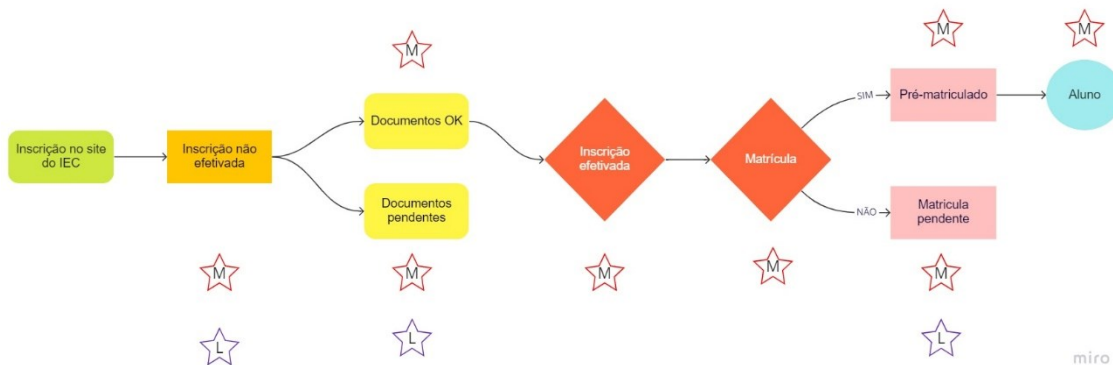 M
M
M
Documentos OK
SIM
Pré-matriculado
Aluno
Inscrição no site
do IEC
Inscrição não
efetivada
Inscrição
efetivada
Matrícula
Documentos
pendentes
NÃO
Matricula
pendente
M
M
M
M
M
L
L
L
miro